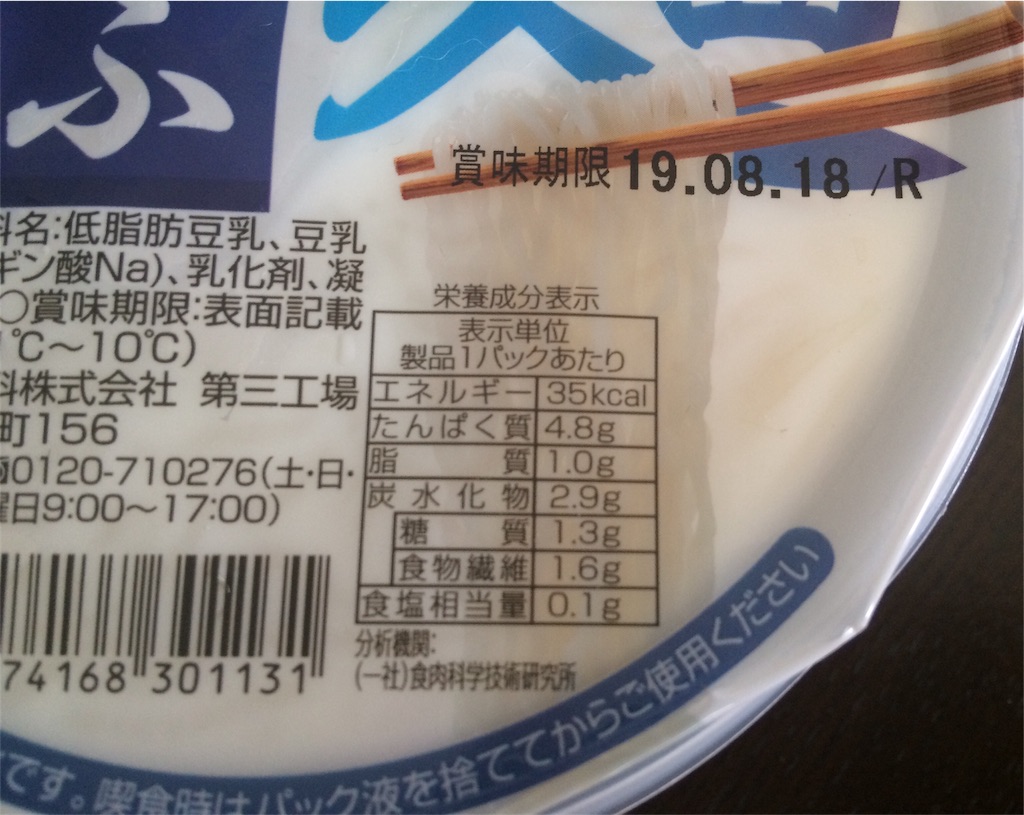 ふ
賞味期限 19.08.18 /R
名:低脂肪豆乳、豆乳
ギン酸Na)、乳化剤、凝
○賞味期限:表面記載
℃〜10℃)
株式会社 第三工場
町156
0120-710276(土・日・
曜日9:00〜17:00)
74168 301131
栄養成分表示
表示単位
製品1パックあたり
エネルギー 35kcal
たんぱく質 4.8g
脂質 1.0g
炭水化物 2.9g
糖質 1.3g
食物繊維 1.6g
食塩相当量 0.1g
分析機関:
(一社)食肉科学技術研究所
です。喫食時はパック液を捨ててからご使用ください